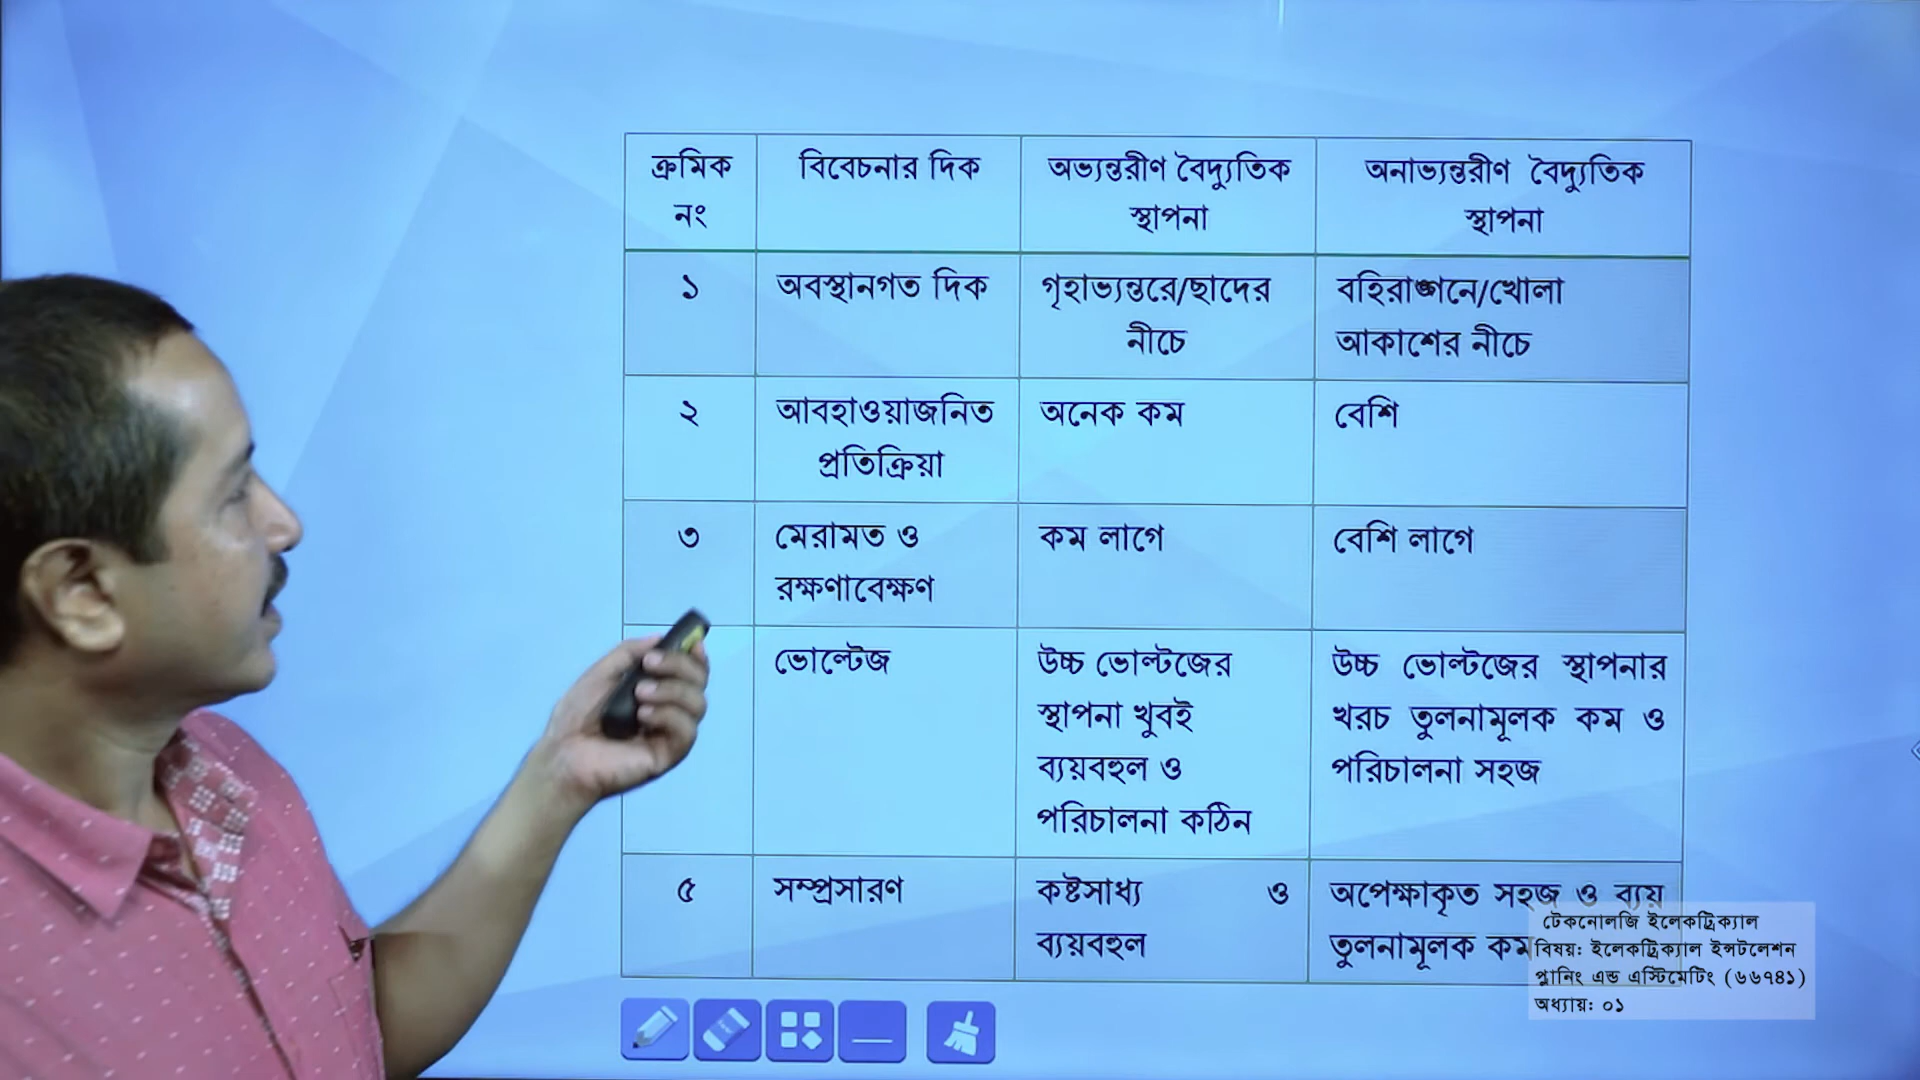 ক্রমিক নং
বিবেচনার দিক
অভ্যন্তরীণ বৈদ্যুতিক
স্থাপনা
অনাভ্যন্তরীণ বৈদ্যুতিক
স্থাপনা
১
অবস্থানগত দিক
গৃহাভ্যন্তরে/ছাদের
নীচে
বহিরাঙ্গনে/খোলা
আকাশের নীচে
২
আবহাওয়াজনিত
প্রতিক্রিয়া
অনেক কম
বেশি
৩
মেরামত ও
রক্ষণাবেক্ষণ
কম লাগে
বেশি লাগে
ভোল্টেজ
উচ্চ ভোল্টজের
স্থাপনা খুবই
ব্যয়বহুল ও
পরিচালনা কঠিন
উচ্চ ভোল্টজের স্থাপনার
খরচ তুলনামূলক কম ও
পরিচালনা সহজ
৫
সম্প্রসারণ
কষ্টসাধ্য ও
ব্যয়বহুল
অপেক্ষাকৃত সহজ ও ব্যয়
তুলনামূলক কম
টেকনোলজি ইলেকট্রিক্যাল
বিষয়: ইলেকট্রিক্যাল ইন্সটলেশন
প্লানিং এন্ড এস্টিমেটিং (৬৬৭৪১)
অধ্যায়: ০১